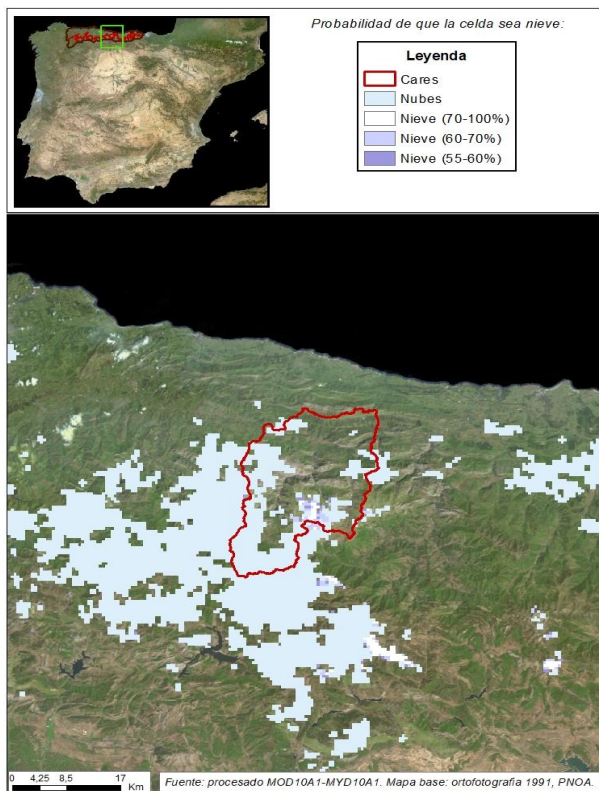 Probabilidad de que la celda sea nieve:
Leyenda
Cares
Nubes
Nieve (70-100%)
Nieve (60-70%)
Nieve (55-60%)
0 4,25 8,5 17
Km
Fuente: procesado MOD10A1-MYD10A1. Mapa base: ortofotografia 1991, PNOA.